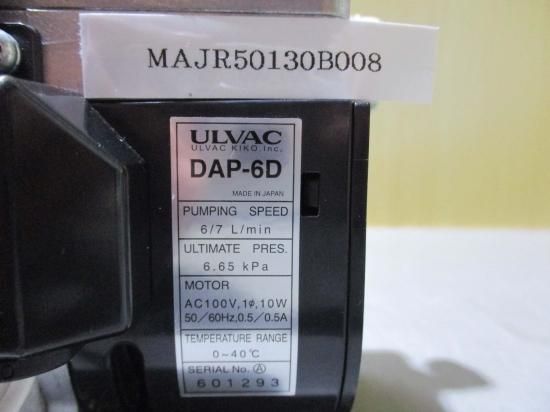 MAJR50130B008
ULVAC
ULVAC KIKO, Inc.
DAP-6D
MADE IN JAPAN
PUMPING SPEED
6/7 L/min
ULTIMATE PRES.
6.65 kPa
MOTOR
AC100V,1φ,10W
50/60Hz,0.5/0.5A
TEMPERATURE RANGE
0~40℃
SERIAL No. Ⓐ
601293